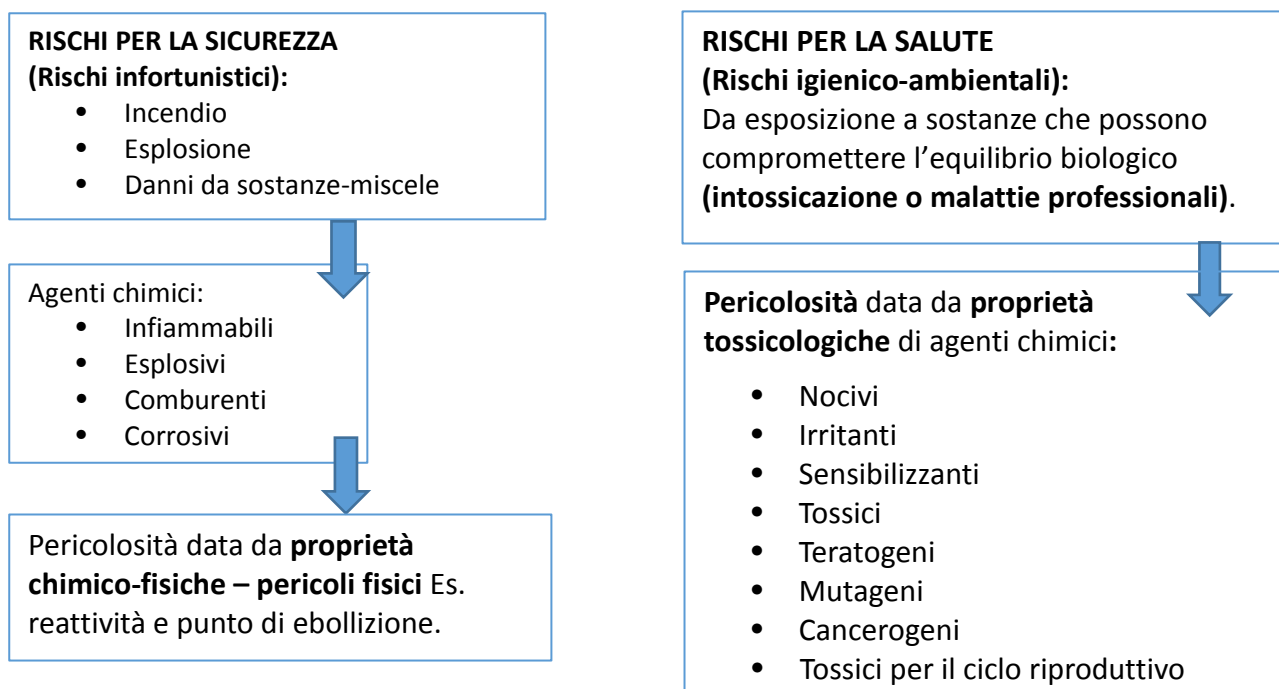 RISCHI PER LA SICUREZZA
(Rischi infortunistici):
• Incendio
• Esplosione
• Danni da sostanze-miscele
Agenti chimici:
• Infiammabili
• Esplosivi
• Comburenti
• Corrosivi
Pericolosità data da proprietà
chimico-fisiche – pericoli fisici Es.
reattività e punto di ebollizione.
RISCHI PER LA SALUTE
(Rischi igienico-ambientali):
Da esposizione a sostanze che possono
compromettere l’equilibrio biologico
(intossicazione o malattie professionali).
Pericolosità data da proprietà
tossicologiche di agenti chimici:
• Nocivi
• Irritanti
• Sensibilizzanti
• Tossici
• Teratogeni
• Mutageni
• Cancerogeni
• Tossici per il ciclo riproduttivo